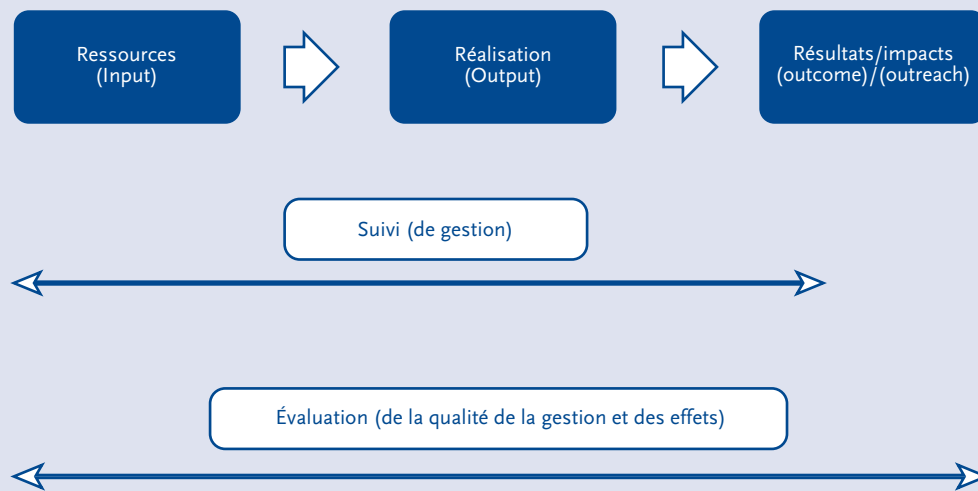 Ressources
(Input)
Réalisation
(Output)
Résultats/impacts
(outcome)/(outreach)
Suivi (de gestion)
Évaluation (de la qualité de la gestion et des effets)